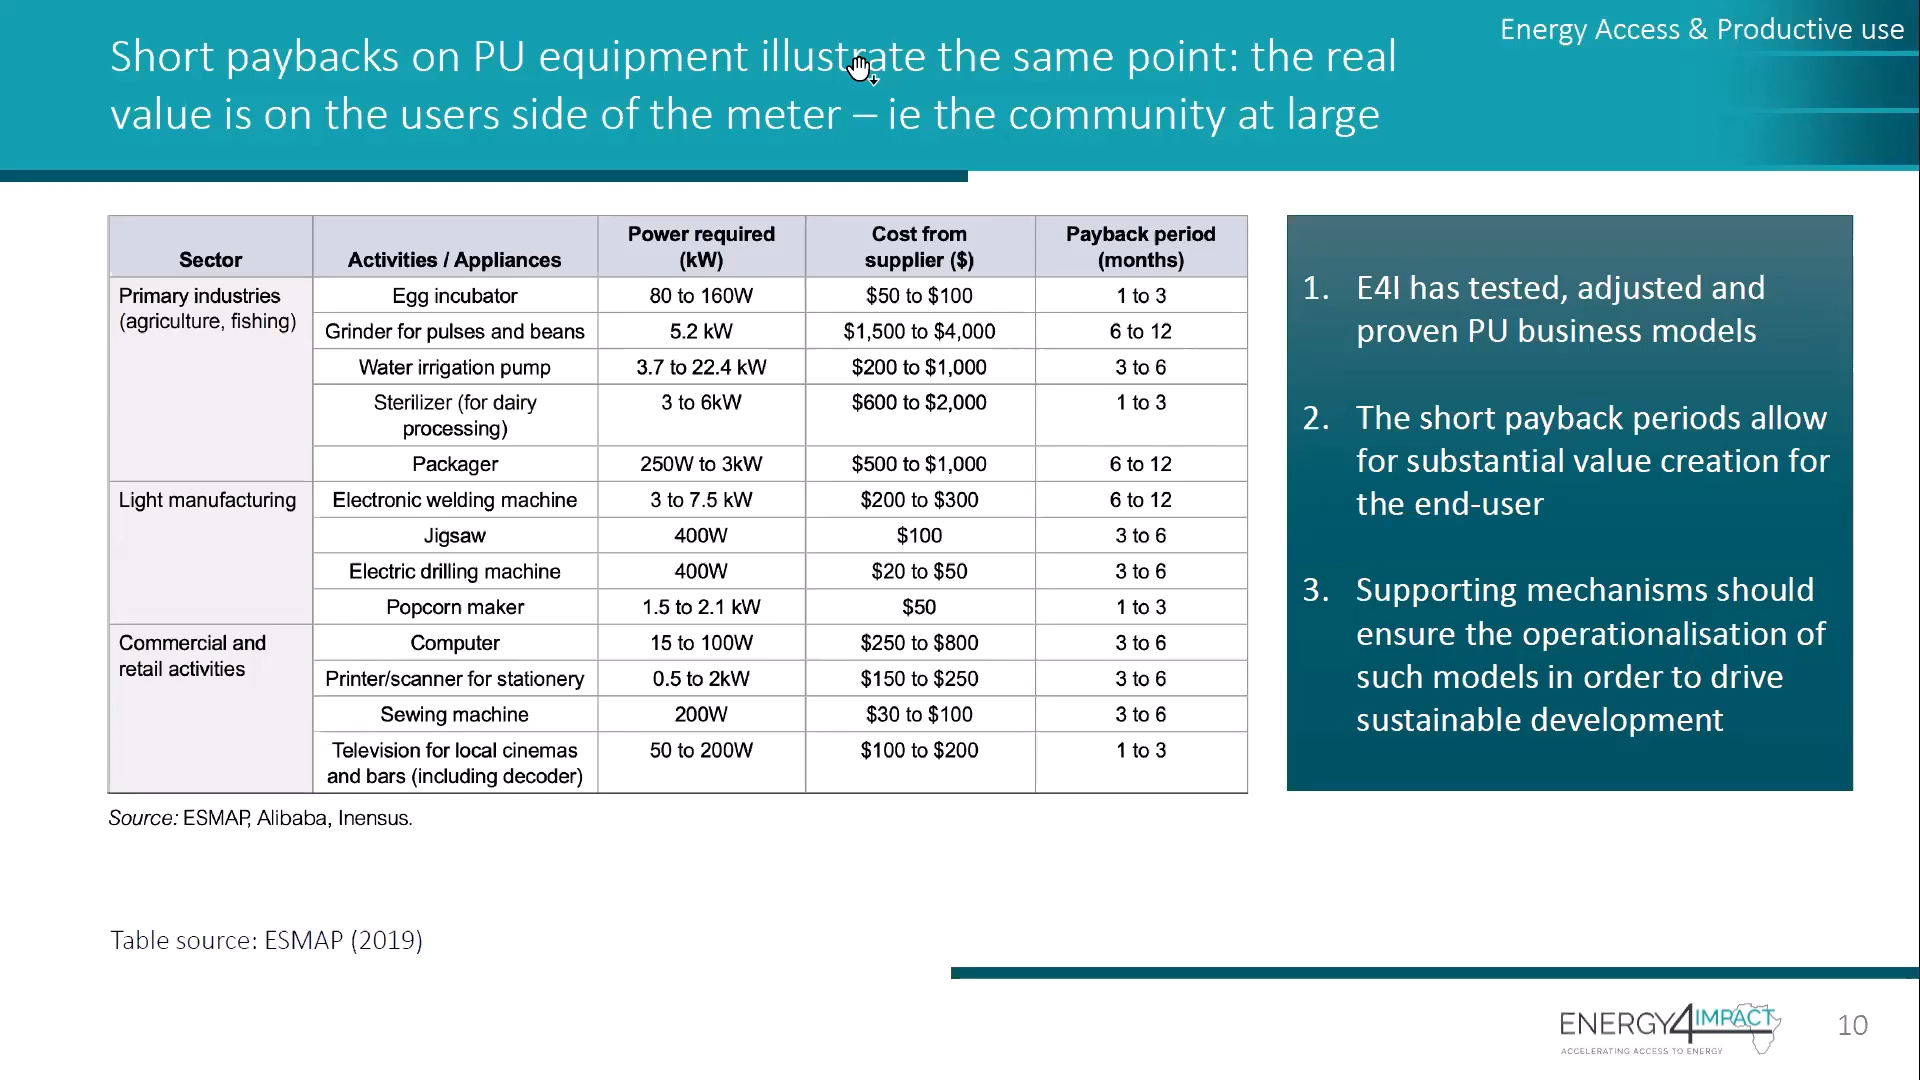 Energy Access & Productive use
Short paybacks on PU equipment illustrate the same point: the real
value is on the users side of the meter – ie the community at large
Sector Activities / Appliances Power required (kW) Cost from supplier ($) Payback period (months)
Primary industries (agriculture, fishing) Egg incubator 80 to 160W $50 to $100 1 to 3
Grinder for pulses and beans 5.2 kW $1,500 to $4,000 6 to 12
Water irrigation pump 3.7 to 22.4 kW $200 to $1,000 3 to 6
Sterilizer (for dairy processing) 3 to 6kW $600 to $2,000 1 to 3
Packager 250W to 3kW $500 to $1,000 6 to 12
Light manufacturing Electronic welding machine 3 to 7.5 kW $200 to $300 6 to 12
Jigsaw 400W $100 3 to 6
Electric drilling machine 400W $20 to $50 3 to 6
Popcorn maker 1.5 to 2.1 kW $50 1 to 3
Commercial and retail activities Computer 15 to 100W $250 to $800 3 to 6
Printer/scanner for stationery 0.5 to 2kW $150 to $250 3 to 6
Sewing machine 200W $30 to $100 3 to 6
Television for local cinemas and bars (including decoder) 50 to 200W $100 to $200 1 to 3
Source: ESMAP, Alibaba, Inensus.
1. E4I has tested, adjusted and
proven PU business models
2. The short payback periods allow
for substantial value creation for
the end-user
3. Supporting mechanisms should
ensure the operationalisation of
such models in order to drive
sustainable development
Table source: ESMAP (2019)
ENERGY4IMPACT
ACCELERATING ACCESS TO ENERGY
10